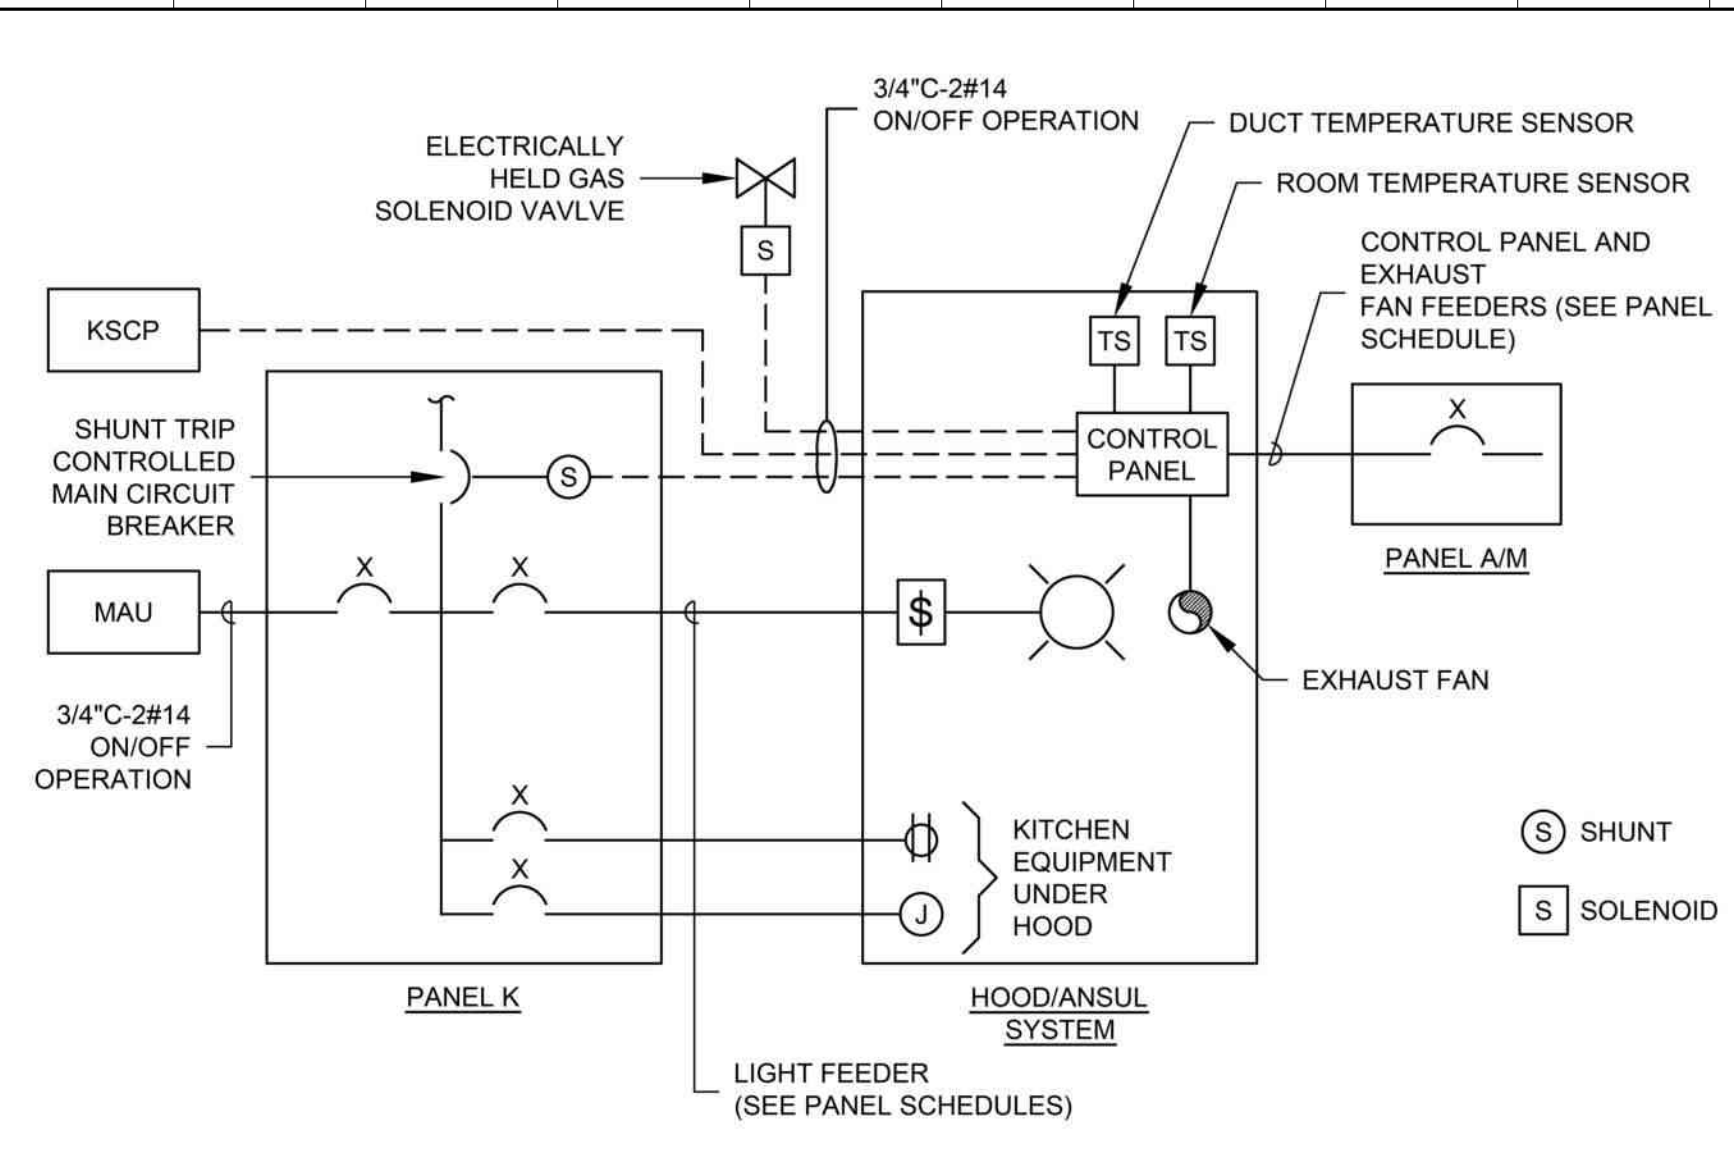 3/4"C-2#14
ON/OFF OPERATION
DUCT TEMPERATURE SENSOR
ELECTRICALLY
HELD GAS
SOLENOID VAVLVE
ROOM TEMPERATURE SENSOR
S
CONTROL PANEL AND
EXHAUST
FAN FEEDERS (SEE PANEL
SCHEDULE)
KSCP
TS
TS
SHUNT TRIP
CONTROLLED
MAIN CIRCUIT
BREAKER
S
CONTROL
PANEL
X
PANEL A/M
MAU
X
X
$
EXHAUST FAN
3/4"C-2#14
ON/OFF
OPERATION
X
X
J
KITCHEN
EQUIPMENT
UNDER
HOOD
S SHUNT
S SOLENOID
PANEL K
HOOD/ANSUL
SYSTEM
LIGHT FEEDER
(SEE PANEL SCHEDULES)